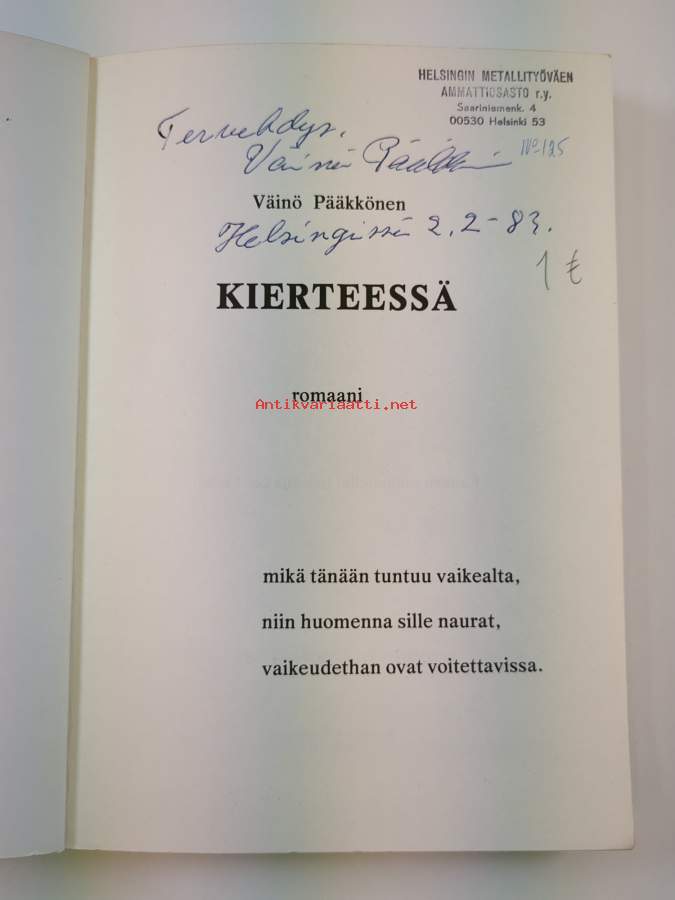 HELSINGIN METALLITYÖVÄEN
AMMATTIOSASTO r.y.
Saariniemenk. 4
00530 Helsinki 53
Tervehdys,
Väinö Pääkkönen
No 125
Väinö Pääkkönen
Helsingissä 2.2-83.
1 €
KIERTEESSÄ
romaani
Antikvariaatti.net
mikä tänään tuntuu vaikealta,
niin huomenna sille naurat,
vaikeudethan ovat voitettavissa.